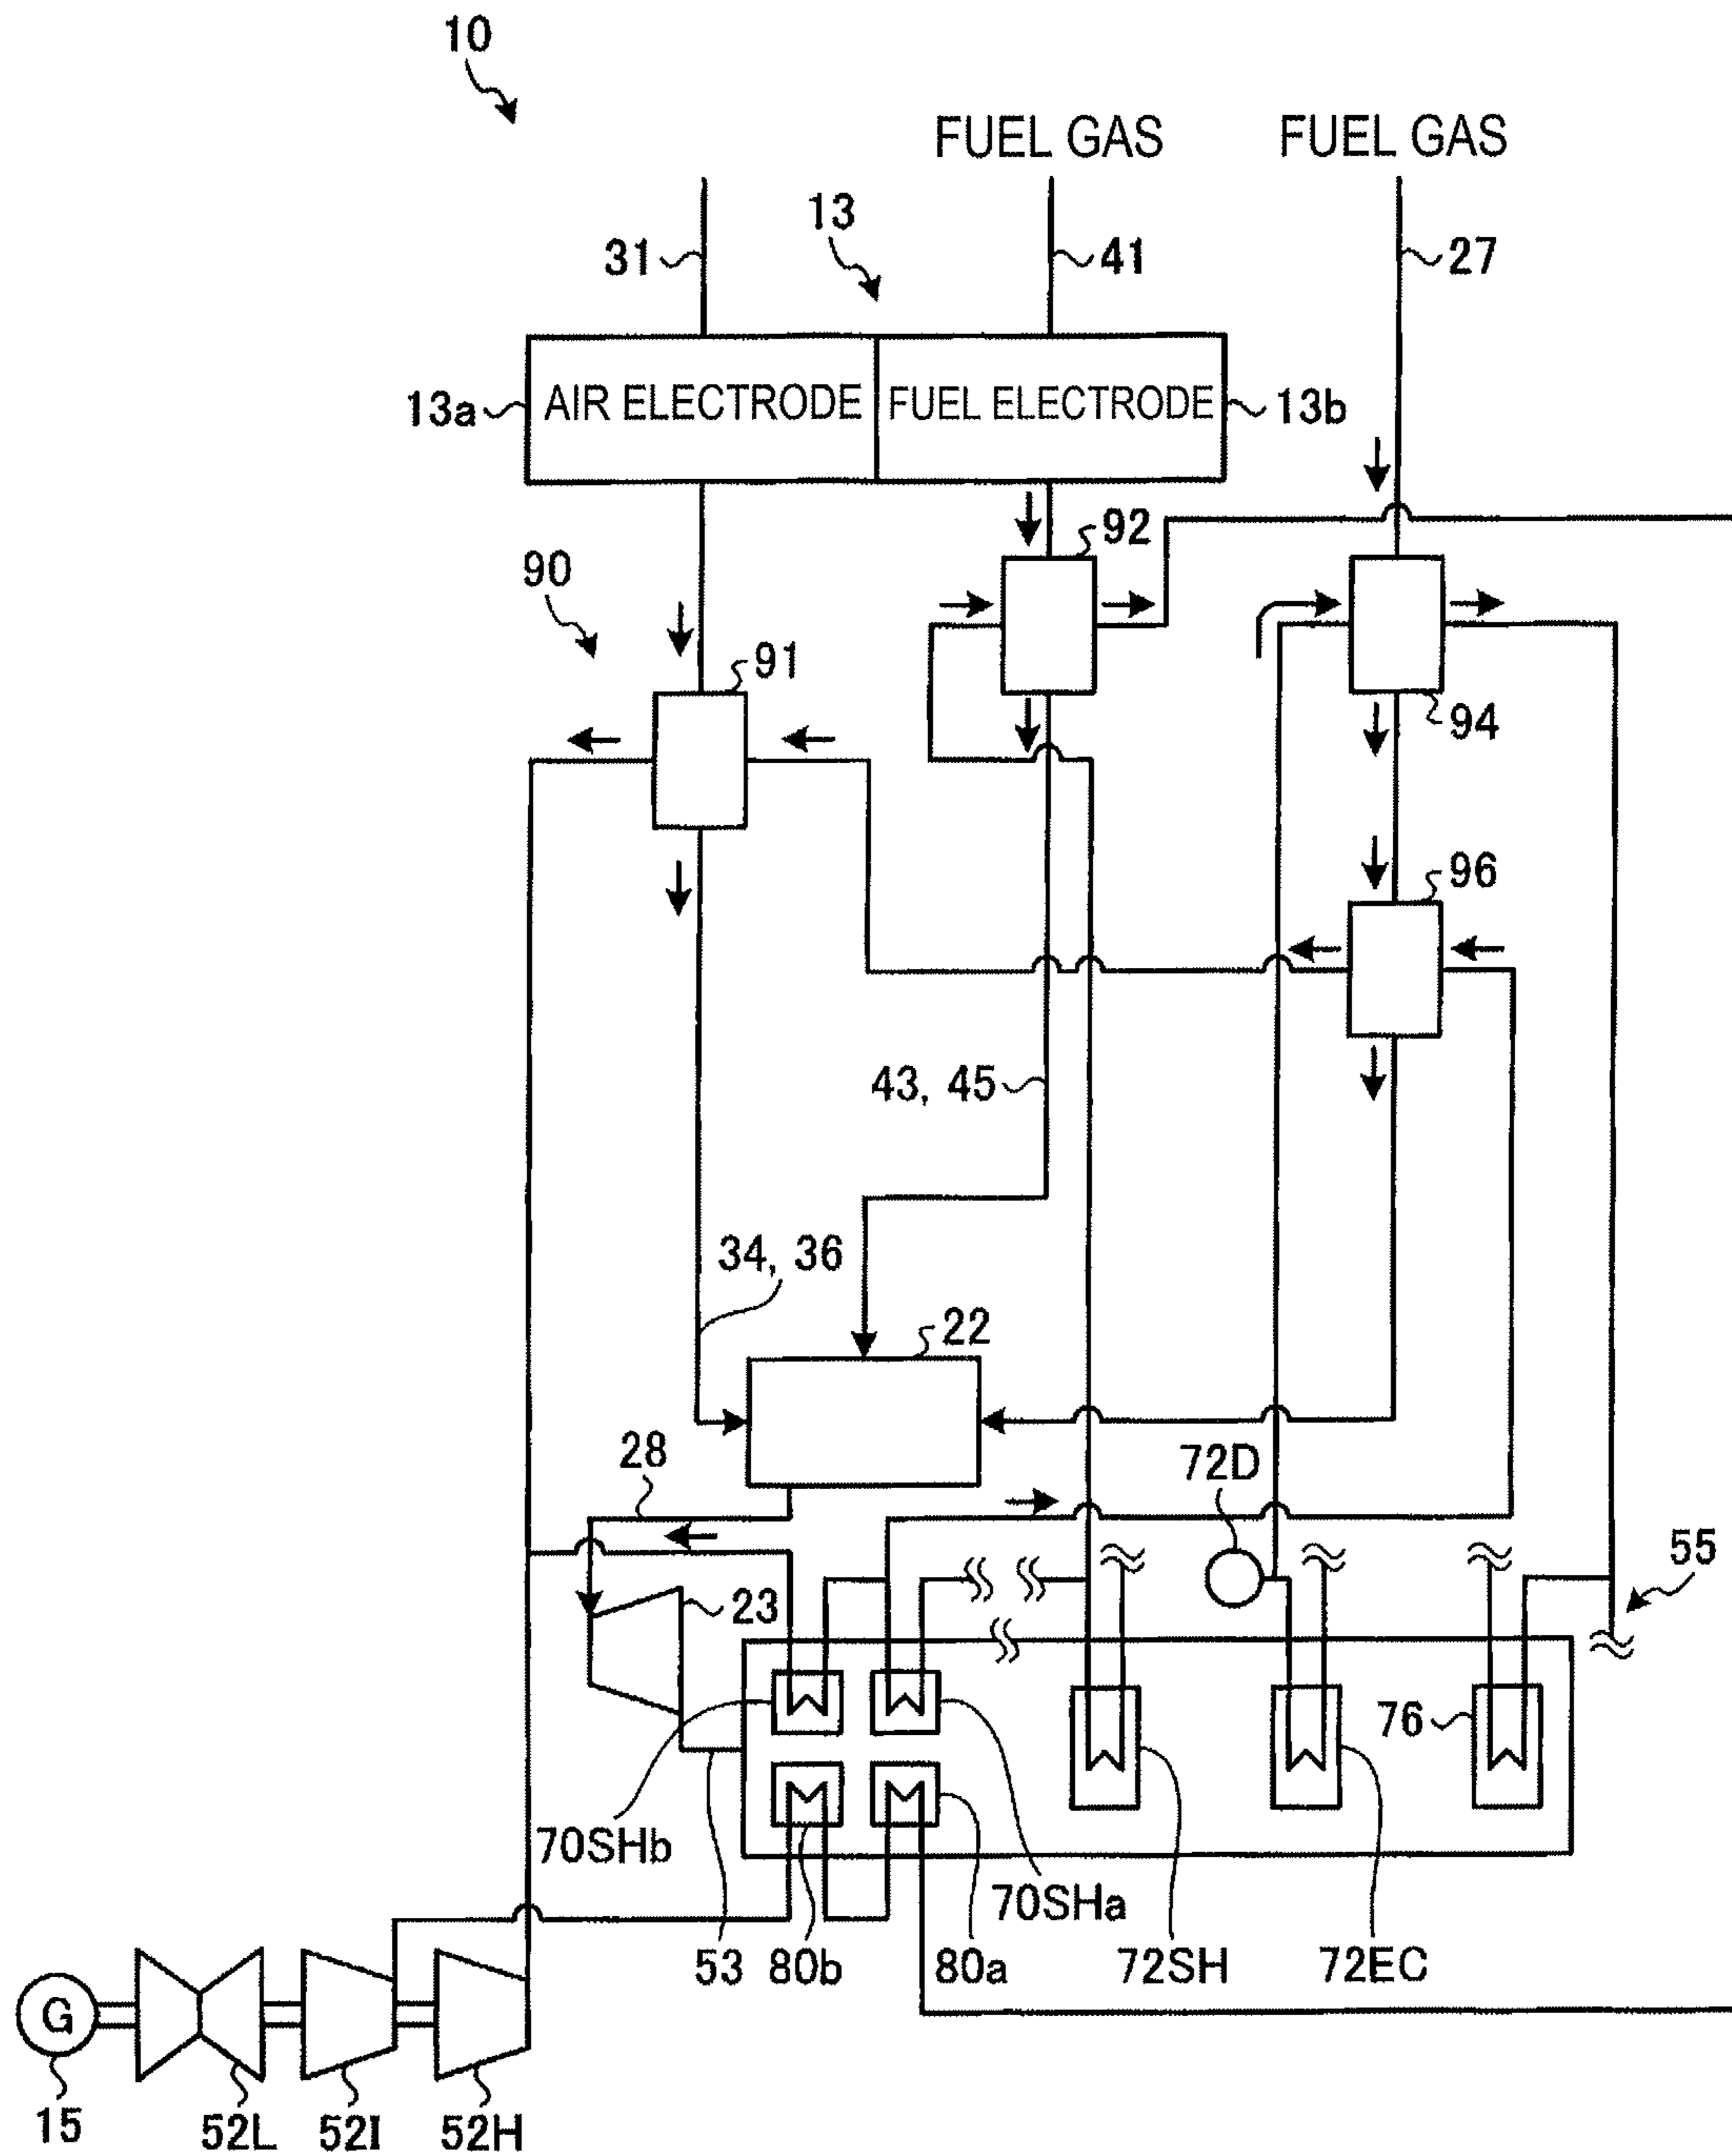 10
FUEL GAS FUEL GAS
13
31 41 27
13a AIR ELECTRODE FUEL ELECTRODE 13b
92
90
91
94
96
43, 45
34, 36
22
28
72D
55
23
76
70SHb
70SHa
53 80b 80a 72SH 72EC
G
15 52L 52I 52H